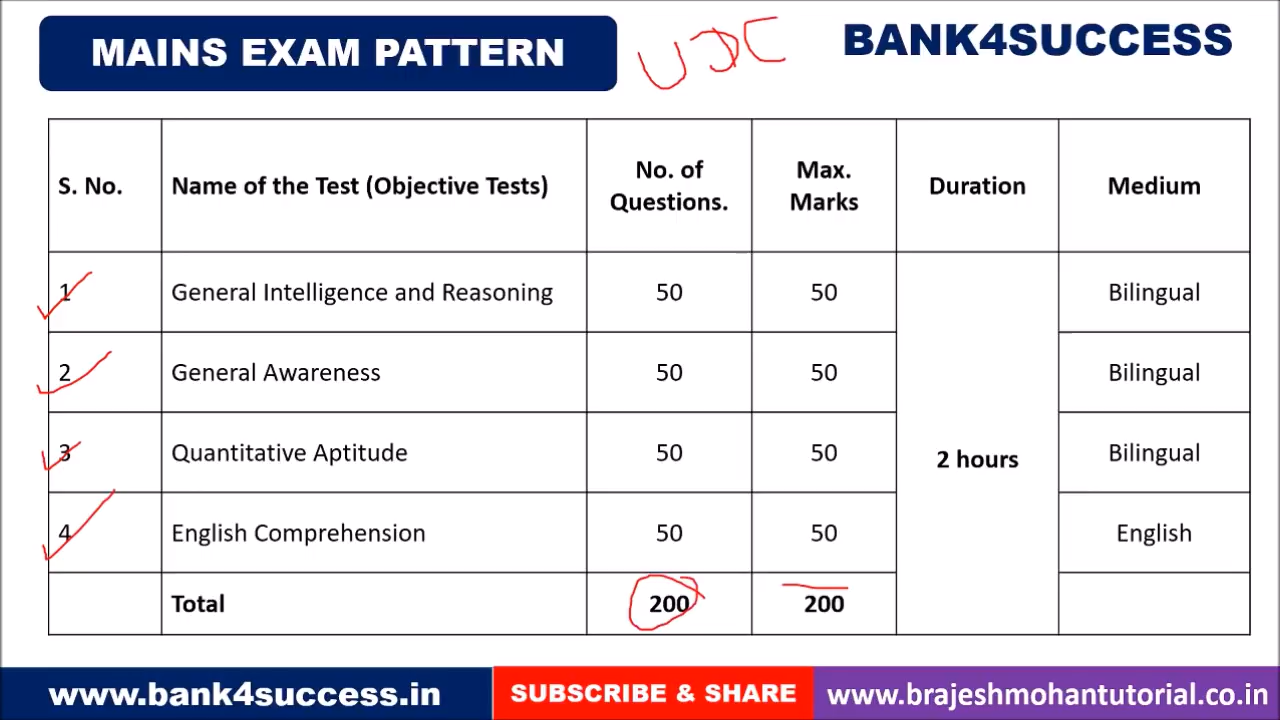 MAINS EXAM PATTERN
UDC
BANK4SUCCESS
S. No. Name of the Test (Objective Tests) No. of Questions. Max. Marks Duration Medium
1 General Intelligence and Reasoning 50 50 2 hours Bilingual
2 General Awareness 50 50 Bilingual
3 Quantitative Aptitude 50 50 Bilingual
4 English Comprehension 50 50 English
Total 200 200
www.bank4success.in
SUBSCRIBE & SHARE
www.brajeshmohantutorial.co.in